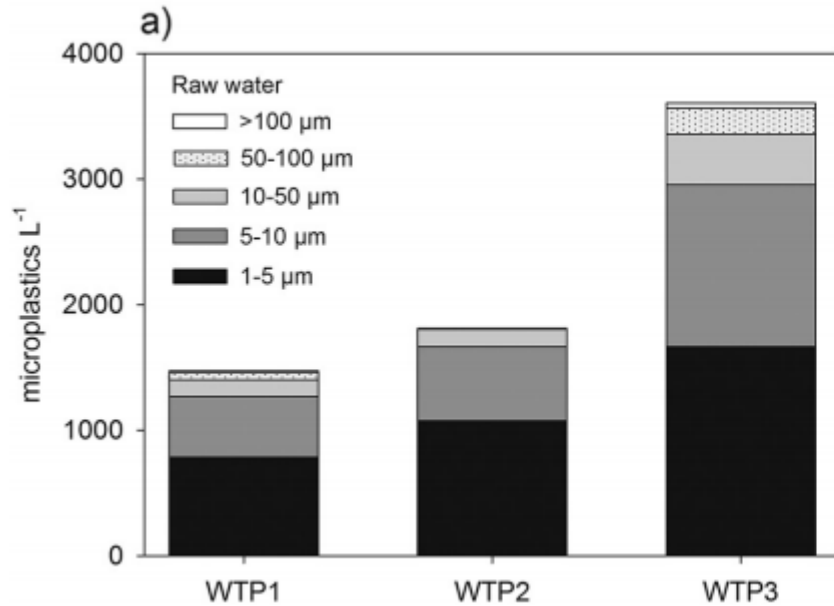 a)
4000
3000
2000
1000
0
microplastics L⁻¹
Raw water
>100 µm
50-100 µm
10-50 µm
5-10 µm
1-5 µm
WTP1 WTP2 WTP3